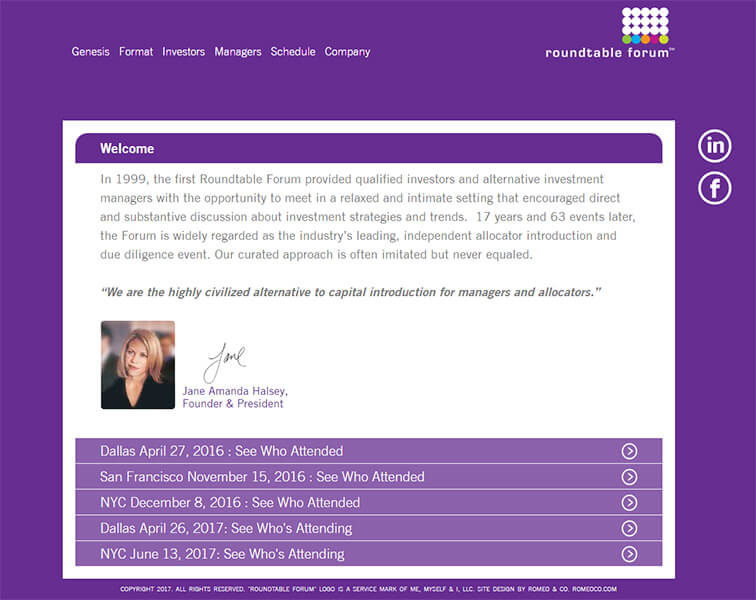 Genesis Format Investors Managers Schedule Company
roundtable forum™
Welcome
in
f
In 1999, the first Roundtable Forum provided qualified investors and alternative investment
managers with the opportunity to meet in a relaxed and intimate setting that encouraged direct
and substantive discussion about investment strategies and trends.  17 years and 63 events later,
the Forum is widely regarded as the industry's leading, independent allocator introduction and
due diligence event. Our curated approach is often imitated but never equaled.
“We are the highly civilized alternative to capital introduction for managers and allocators.”
Jane
Jane Amanda Halsey,
Founder & President
Dallas April 27, 2016 : See Who Attended
San Francisco November 15, 2016 : See Who Attended
NYC December 8, 2016 : See Who Attended
Dallas April 26, 2017: See Who's Attending
NYC June 13, 2017: See Who's Attending
COPYRIGHT 2017. ALL RIGHTS RESERVED. "ROUNDTABLE FORUM" LOGO IS A SERVICE MARK OF ME, MYSELF & I, LLC. SITE DESIGN BY ROMEO & CO. ROMEOCO.COM